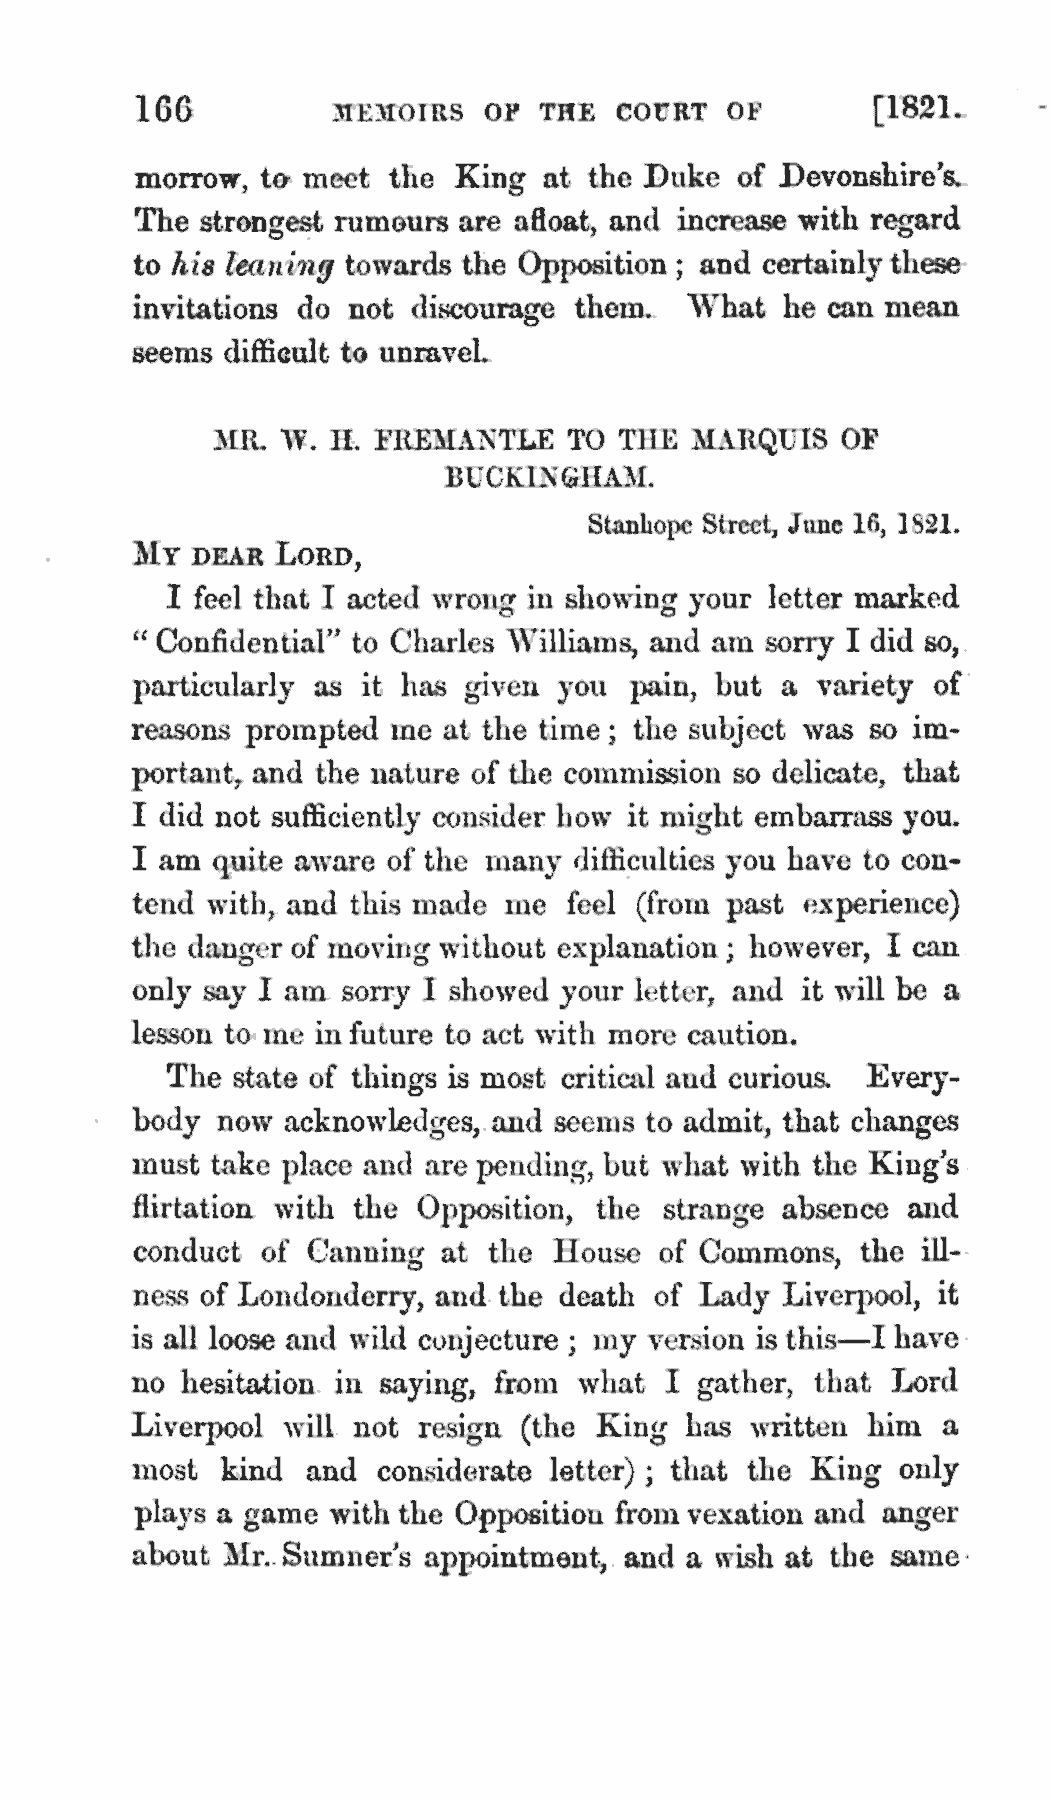 166 MEMOIRS OF THE COURT OF [1821.
morrow, to meet the King at the Duke of Devonshire's.
The strongest rumours are afloat, and increase with regard
to his leaning towards the Opposition ; and certainly these
invitations do not discourage them. What he can mean
seems difficult to unravel.
MR. W. H. FREMANTLE TO THE MARQUIS OF
BUCKINGHAM.
Stanhope Street, June 16, 1821.
MY DEAR LORD,
I feel that I acted wrong in showing your letter marked
"Confidential" to Charles Williams, and am sorry I did so,
particularly as it has given you pain, but a variety of
reasons prompted me at the time ; the subject was so im-
portant, and the nature of the commission so delicate, that
I did not sufficiently consider how it might embarrass you.
I am quite aware of the many difficulties you have to con-
tend with, and this made me feel (from past experience)
the danger of moving without explanation ; however, I can
only say I am sorry I showed your letter, and it will be a
lesson to me in future to act with more caution.
The state of things is most critical and curious. Every-
body now acknowledges, and seems to admit, that changes
must take place and are pending, but what with the King's
flirtation with the Opposition, the strange absence and
conduct of Canning at the House of Commons, the ill-
ness of Londonderry, and the death of Lady Liverpool, it
is all loose and wild conjecture ; my version is this—I have
no hesitation in saying, from what I gather, that Lord
Liverpool will not resign (the King has written him a
most kind and considerate letter) ; that the King only
plays a game with the Opposition from vexation and anger
about Mr. Sumner's appointment, and a wish at the same